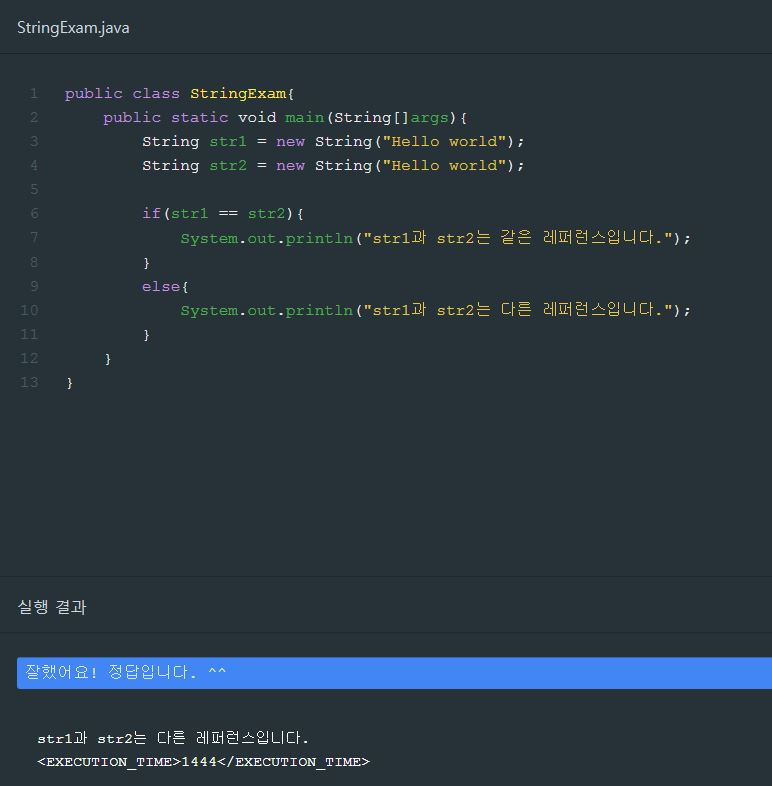 StringExam.java
1 public class StringExam{
2 public static void main(String[]args){
3 String str1 = new String("Hello world");
4 String str2 = new String("Hello world");
5
6 if(str1 == str2){
7 System.out.println("str1과 str2는 같은 레퍼런스입니다.");
8 }
9 else{
10 System.out.println("str1과 str2는 다른 레퍼런스입니다.");
11 }
12 }
13 }
실행 결과
잘했어요! 정답입니다. ^^
str1과 str2는 다른 레퍼런스입니다.
<EXECUTION_TIME>1444</EXECUTION_TIME>